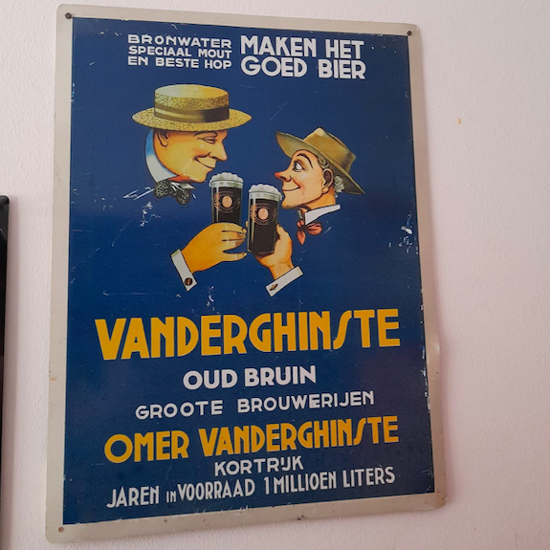 BRONWATER
SPECIAAL MOUT
EN BESTE HOP
MAKEN HET
GOED BIER
VANDERGHINSTE
OUD BRUIN
GROOTE BROUWERIJEN
OMER VANDERGHINSTE
KORTRIJK
JAREN IN VOORRAAD 1 MILLIOEN LITERS